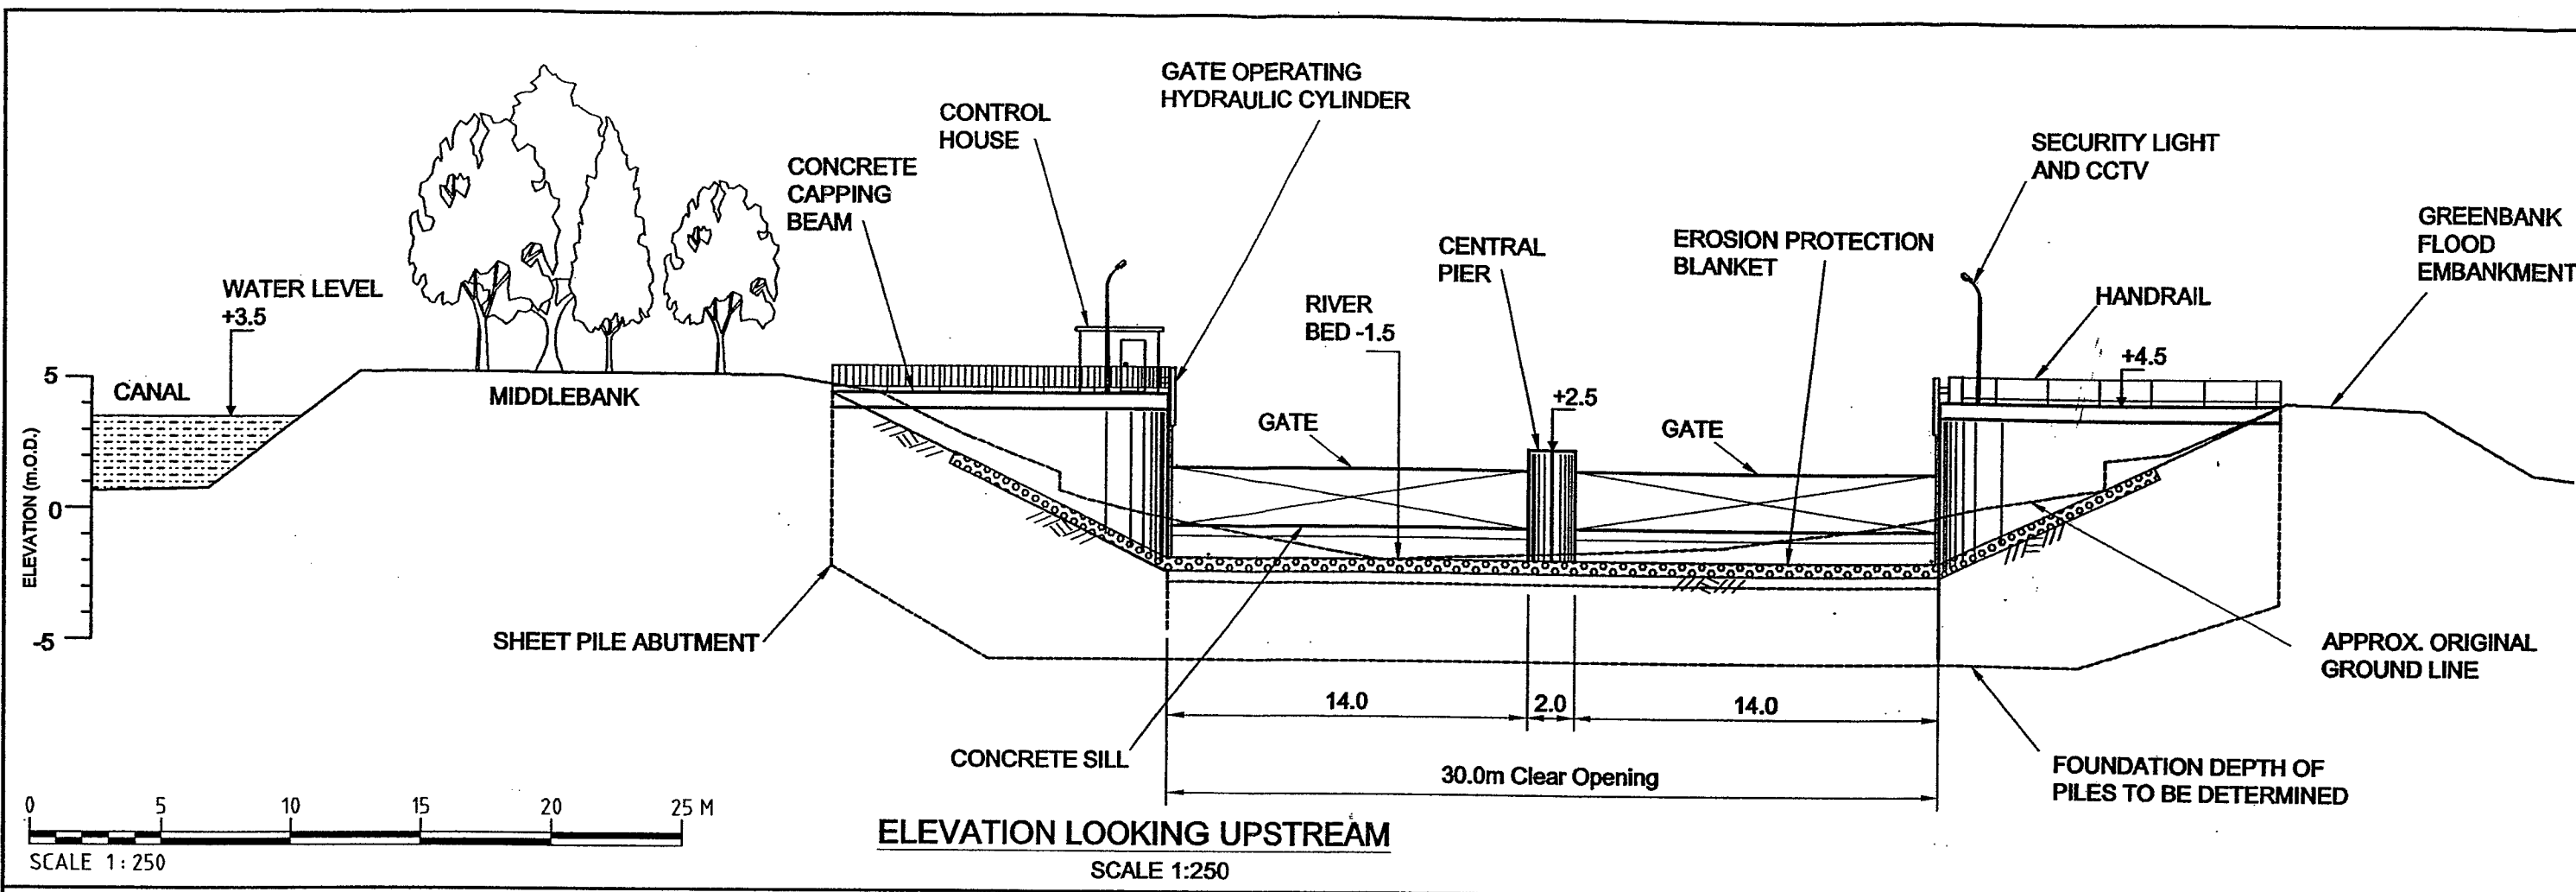 GATE OPERATING
HYDRAULIC CYLINDER
CONTROL
HOUSE
CONCRETE
CAPPING
BEAM
SECURITY LIGHT
AND CCTV
GREENBANK
FLOOD
EMBANKMENT
CENTRAL
PIER
EROSION PROTECTION
BLANKET
WATER LEVEL
+3.5
RIVER
BED -1.5
HANDRAIL
+4.5
5
CANAL
MIDDLEBANK
+2.5
GATE
GATE
0
ELEVATION (m.O.D.)
-5
SHEET PILE ABUTMENT
APPROX. ORIGINAL
GROUND LINE
14.0
2.0
14.0
CONCRETE SILL
30.0m Clear Opening
FOUNDATION DEPTH OF
PILES TO BE DETERMINED
0 5 10 15 20 25 M
SCALE 1:250
ELEVATION LOOKING UPSTREAM
SCALE 1:250